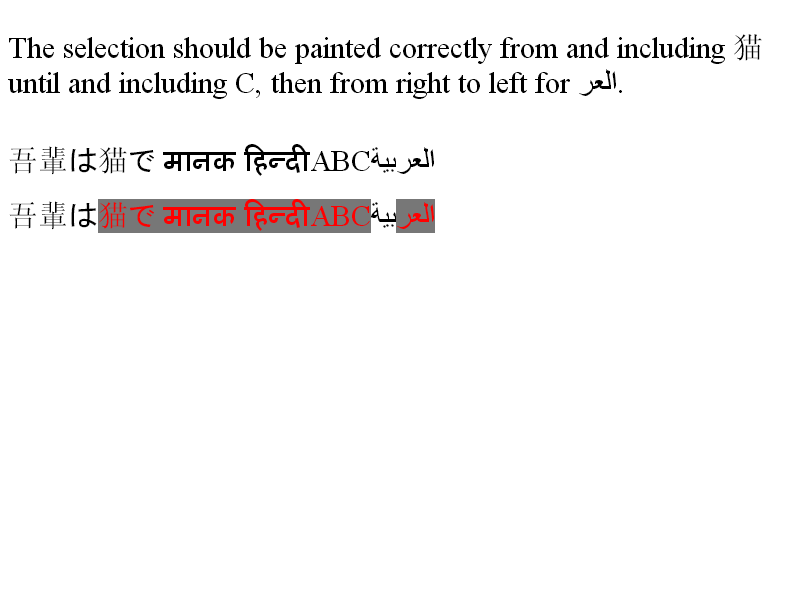 The selection should be painted correctly from and including 猫
until and including C, then from right to left for العر.
吾輩は猫で मानक हिन्दीABCالعربية
吾輩は猫で मानक हिन्दीABCالعربية